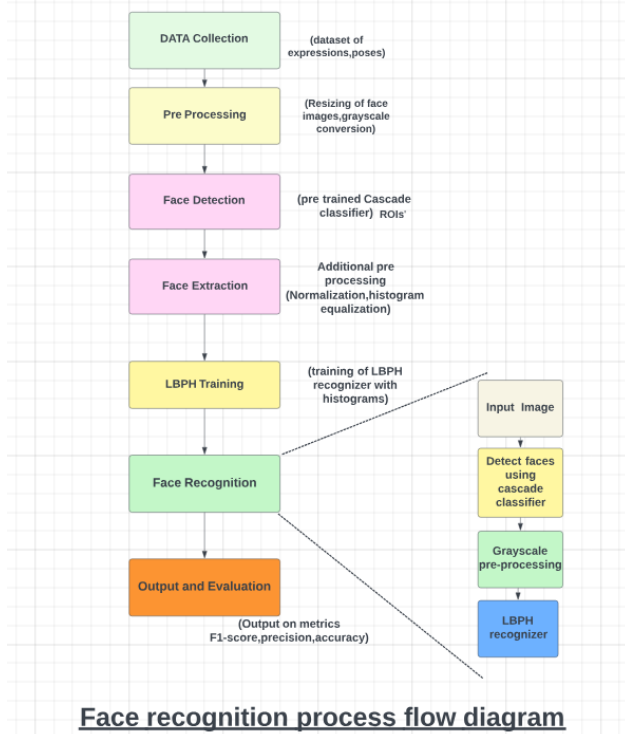 DATA Collection
(dataset of
expressions,poses)
Pre Processing
(Resizing of face
images,grayscale
conversion)
Face Detection
(pre trained Cascade
classifier) ROIs'
Face Extraction
Additional pre
processing
(Normalization,histogram
equalization)
LBPH Training
(training of LBPH
recognizer with
histograms)
Face Recognition
Output and Evaluation
(Output on metrics
F1-score,precision,accuracy)
Input Image
Detect faces
using
cascade
classifier
Grayscale
pre-processing
LBPH
recognizer
Face recognition process flow diagram